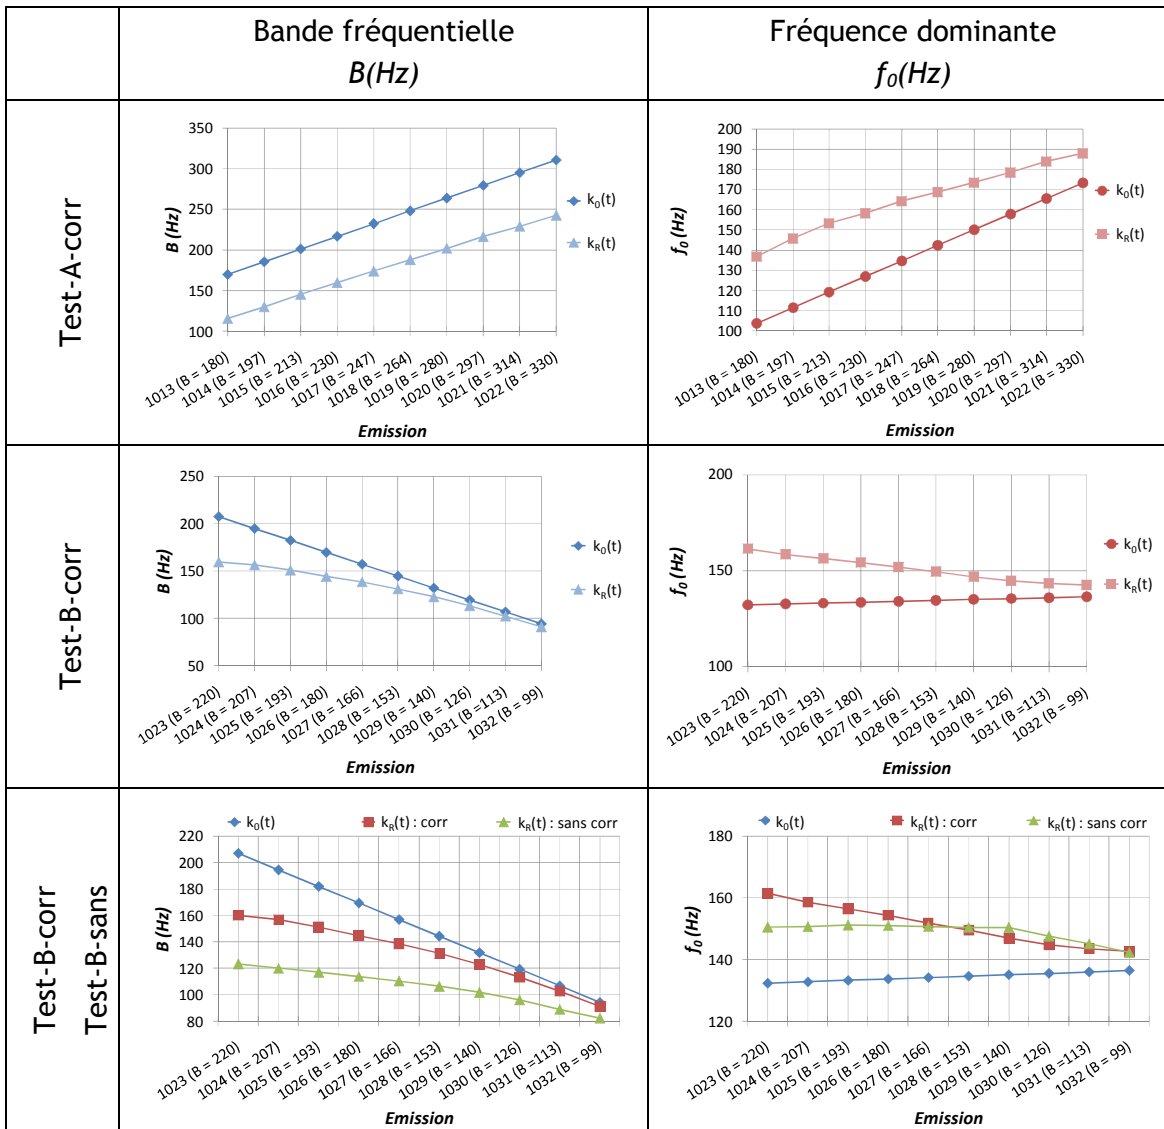 Bande fréquentielle
B(Hz)
Fréquence dominante
f0(Hz)
Test-A-corr
350
300
250
200
150
100
B (Hz)
k0(t)
kR(t)
1013 (B = 180)
1014 (B = 197)
1015 (B = 213)
1016 (B = 230)
1017 (B = 247)
1018 (B = 264)
1019 (B = 280)
1020 (B = 297)
1021 (B = 314)
1022 (B = 330)
Emission
200
190
180
170
160
150
140
130
120
110
100
f0 (Hz)
k0(t)
kR(t)
1013 (B = 180)
1014 (B = 197)
1015 (B = 213)
1016 (B = 230)
1017 (B = 247)
1018 (B = 264)
1019 (B = 280)
1020 (B = 297)
1021 (B = 314)
1022 (B = 330)
Emission
Test-B-corr
250
200
150
100
50
B (Hz)
k0(t)
kR(t)
1023 (B = 220)
1024 (B = 207)
1025 (B = 193)
1026 (B = 180)
1027 (B = 166)
1028 (B = 153)
1029 (B = 140)
1030 (B = 126)
1031 (B =113)
1032 (B = 99)
Emission
200
150
100
f0 (Hz)
k0(t)
kR(t)
1023 (B = 220)
1024 (B = 207)
1025 (B = 193)
1026 (B = 180)
1027 (B = 166)
1028 (B = 153)
1029 (B = 140)
1030 (B = 126)
1031 (B =113)
1032 (B = 99)
Emission
Test-B-corr
Test-B-sans
k0(t) kR(t) : corr kR(t) : sans corr
220
200
180
160
140
120
100
80
B (Hz)
1023 (B = 220)
1024 (B = 207)
1025 (B = 193)
1026 (B = 180)
1027 (B = 166)
1028 (B = 153)
1029 (B = 140)
1030 (B = 126)
1031 (B =113)
1032 (B = 99)
Emission
k0(t) kR(t) : corr kR(t) : sans corr
180
160
140
120
f0 (Hz)
1023 (B = 220)
1024 (B = 207)
1025 (B = 193)
1026 (B = 180)
1027 (B = 166)
1028 (B = 153)
1029 (B = 140)
1030 (B = 126)
1031 (B =113)
1032 (B = 99)
Emission